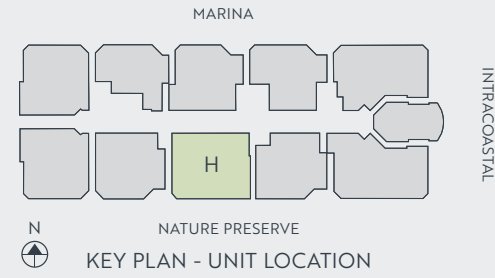 MARINA
INTRACOASTAL
H
N
NATURE PRESERVE
KEY PLAN - UNIT LOCATION